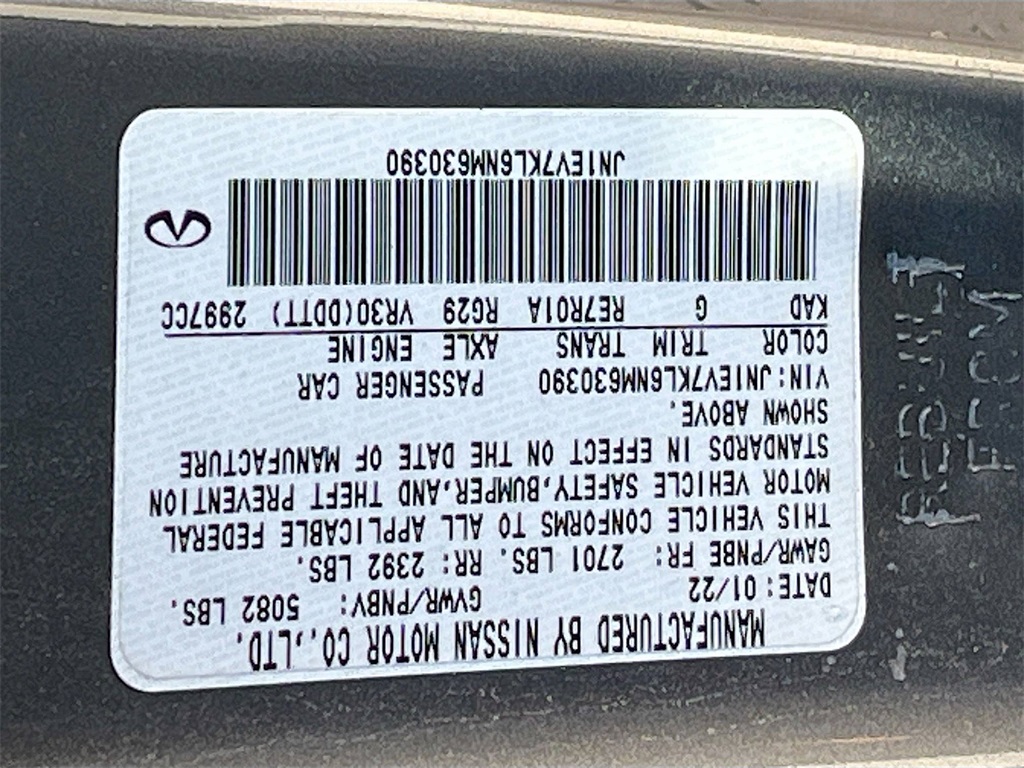 MANUFACTURED BY NISSAN MOTOR CO.,LTD.
DATE: 01/22 GVWR/PNBV: 5082 LBS.
GAWR/PNBE FR: 2701 LBS. RR: 2392 LBS.
THIS VEHICLE CONFORMS TO ALL APPLICABLE FEDERAL
MOTOR VEHICLE SAFETY,BUMPER,AND THEFT PREVENTION
STANDARDS IN EFFECT ON THE DATE OF MANUFACTURE
SHOWN ABOVE.
VIN:JN1EV7KL6NM630390 PASSENGER CAR
COLOR TRIM TRANS AXLE ENGINE
KAD G RE7R01A RG29 VR30(DDTT) 2997CC
JN1EV7KL6NM630390